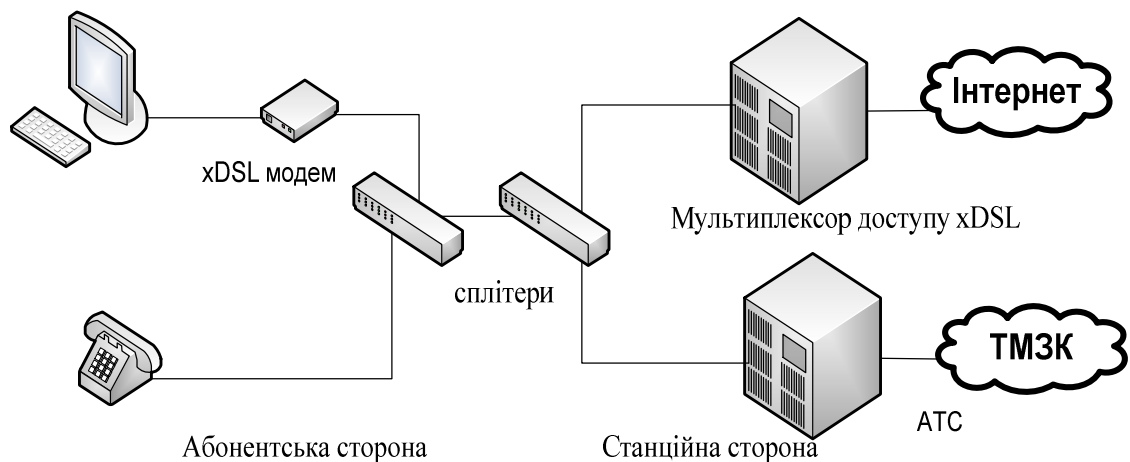 Інтернет
xDSL модем
Мультиплексор доступу xDSL
сплітери
ТМЗК
АТС
Абонентська сторона
Станційна сторона